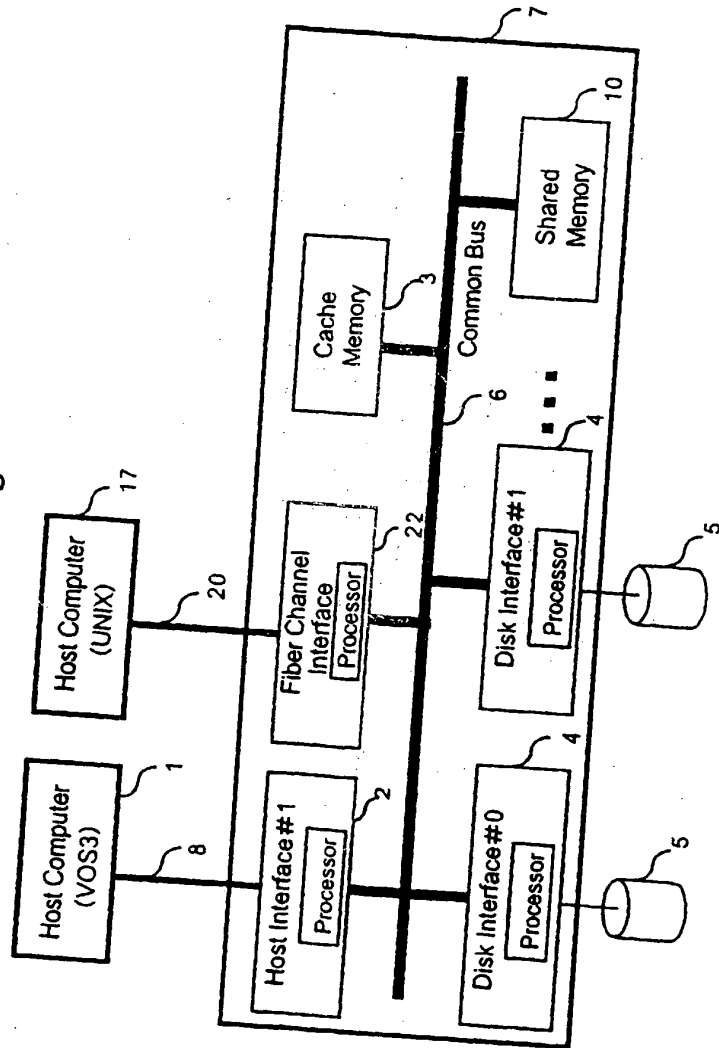 Host Computer
(VOS3)
1
8
Host Computer
(UNIX)
17
20
7
Host Interface#1
Processor
2
Fiber Channel
Interface
Processor
22
Cache
Memory
3
6
Common Bus
Disk Interface#0
Processor
4
5
Disk Interface#1
Processor
4
5
Shared
Memory
10